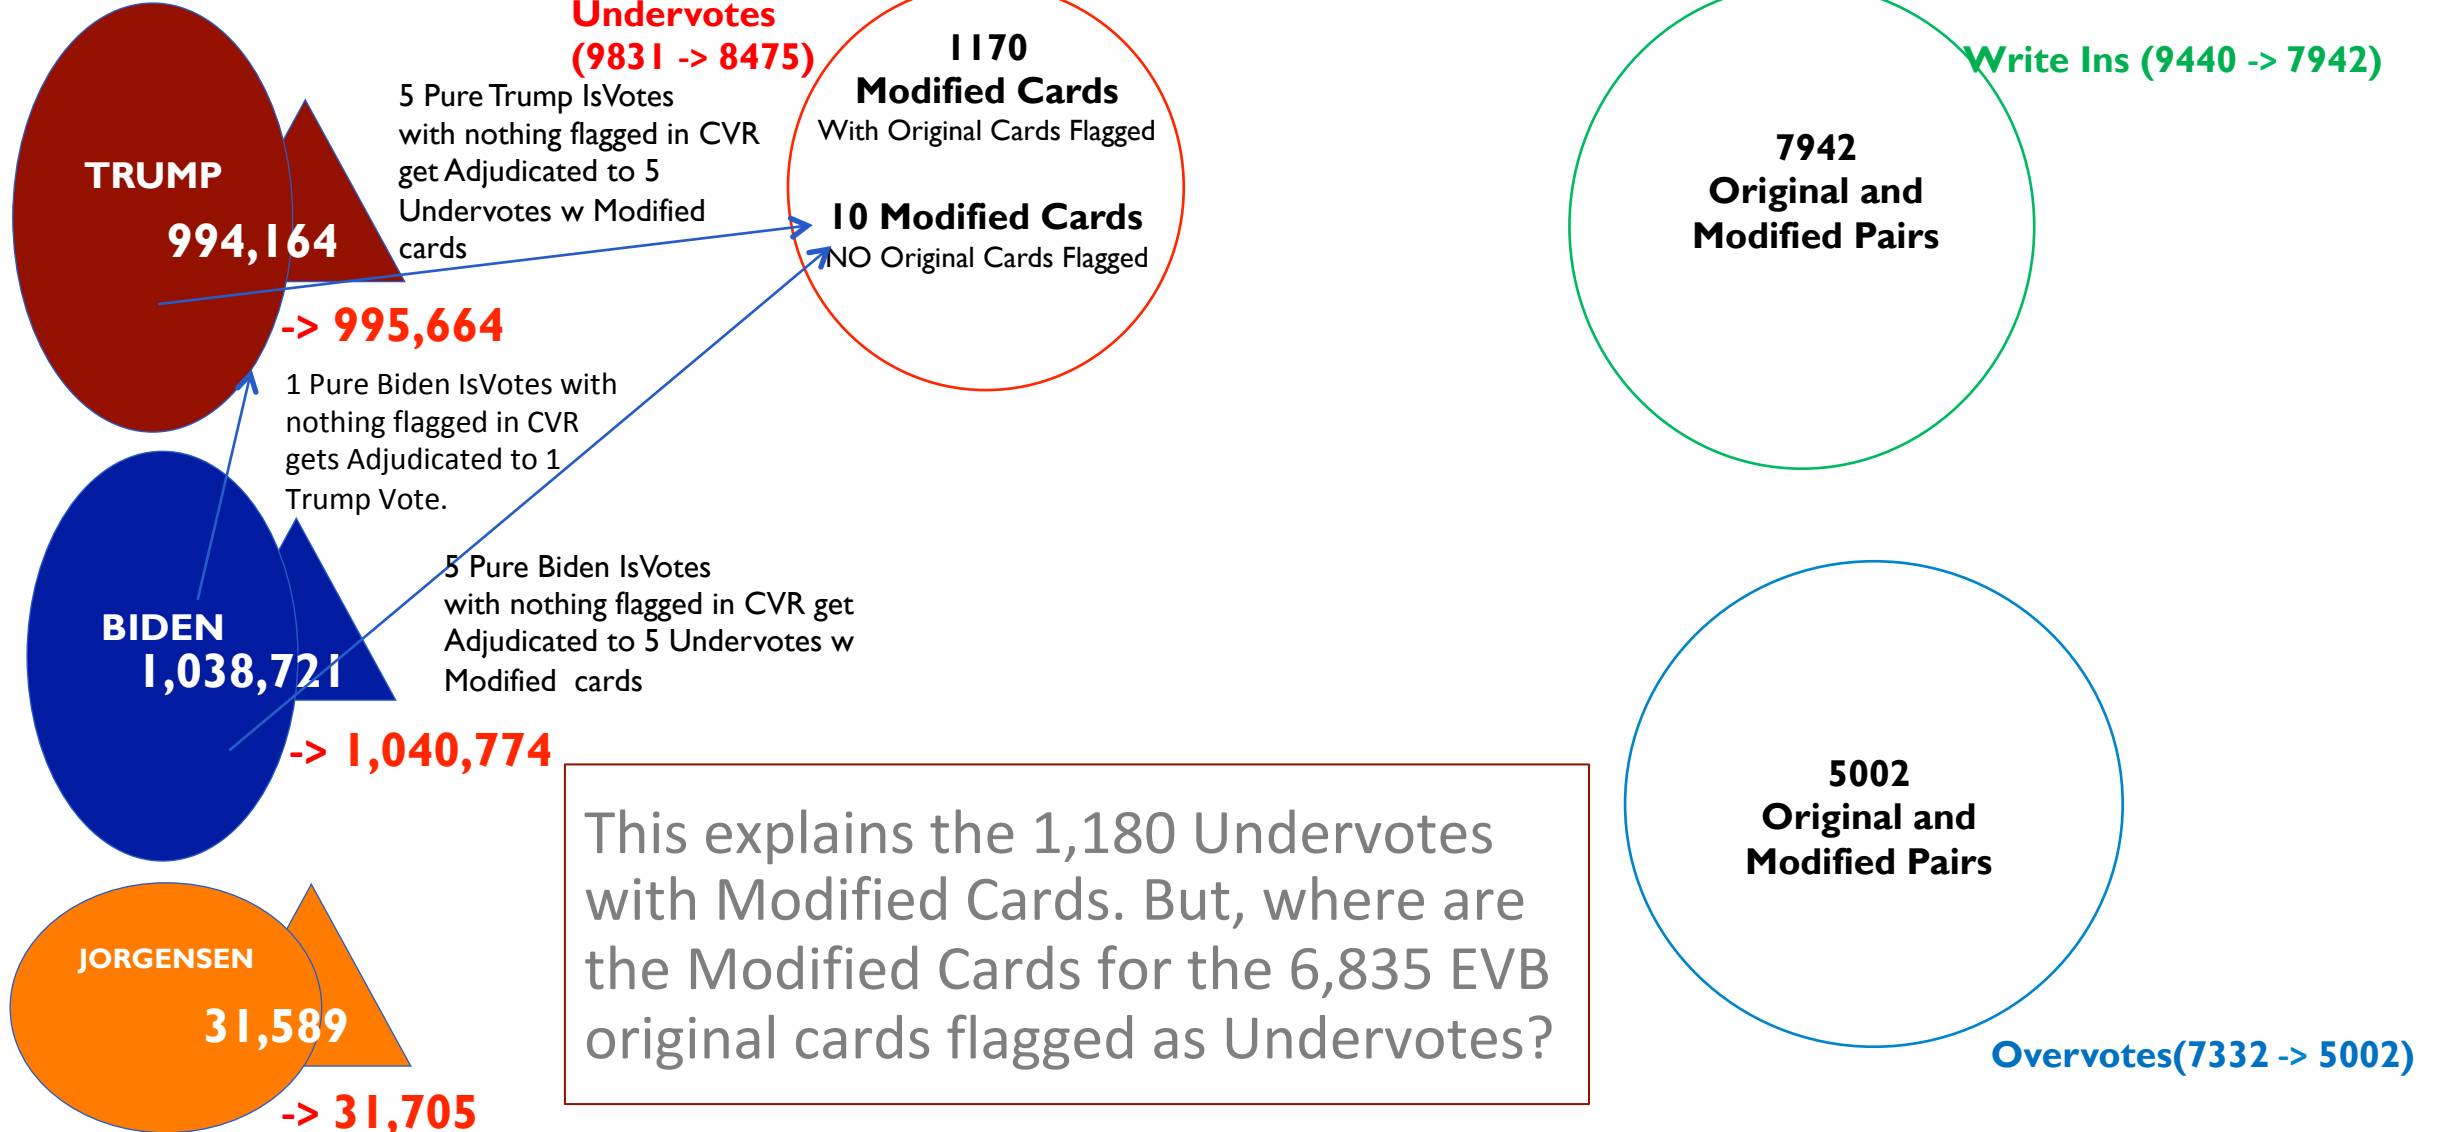 Undervotes
(9831 -> 8475)
5 Pure Trump IsVotes
with nothing flagged in CVR
get Adjudicated to 5
Undervotes w Modified
cards
TRUMP
994,164
-> 995,664
1170
Modified Cards
With Original Cards Flagged
10 Modified Cards
NO Original Cards Flagged
Write Ins (9440 -> 7942)
7942
Original and
Modified Pairs
1 Pure Biden IsVotes with
nothing flagged in CVR
gets Adjudicated to 1
Trump Vote.
BIDEN
1,038,721
-> 1,040,774
5 Pure Biden IsVotes
with nothing flagged in CVR get
Adjudicated to 5 Undervotes w
Modified cards
This explains the 1,180 Undervotes
with Modified Cards. But, where are
the Modified Cards for the 6,835 EVB
original cards flagged as Undervotes?
5002
Original and
Modified Pairs
Overvotes(7332 -> 5002)
JORGENSEN
31,589
-> 31,705